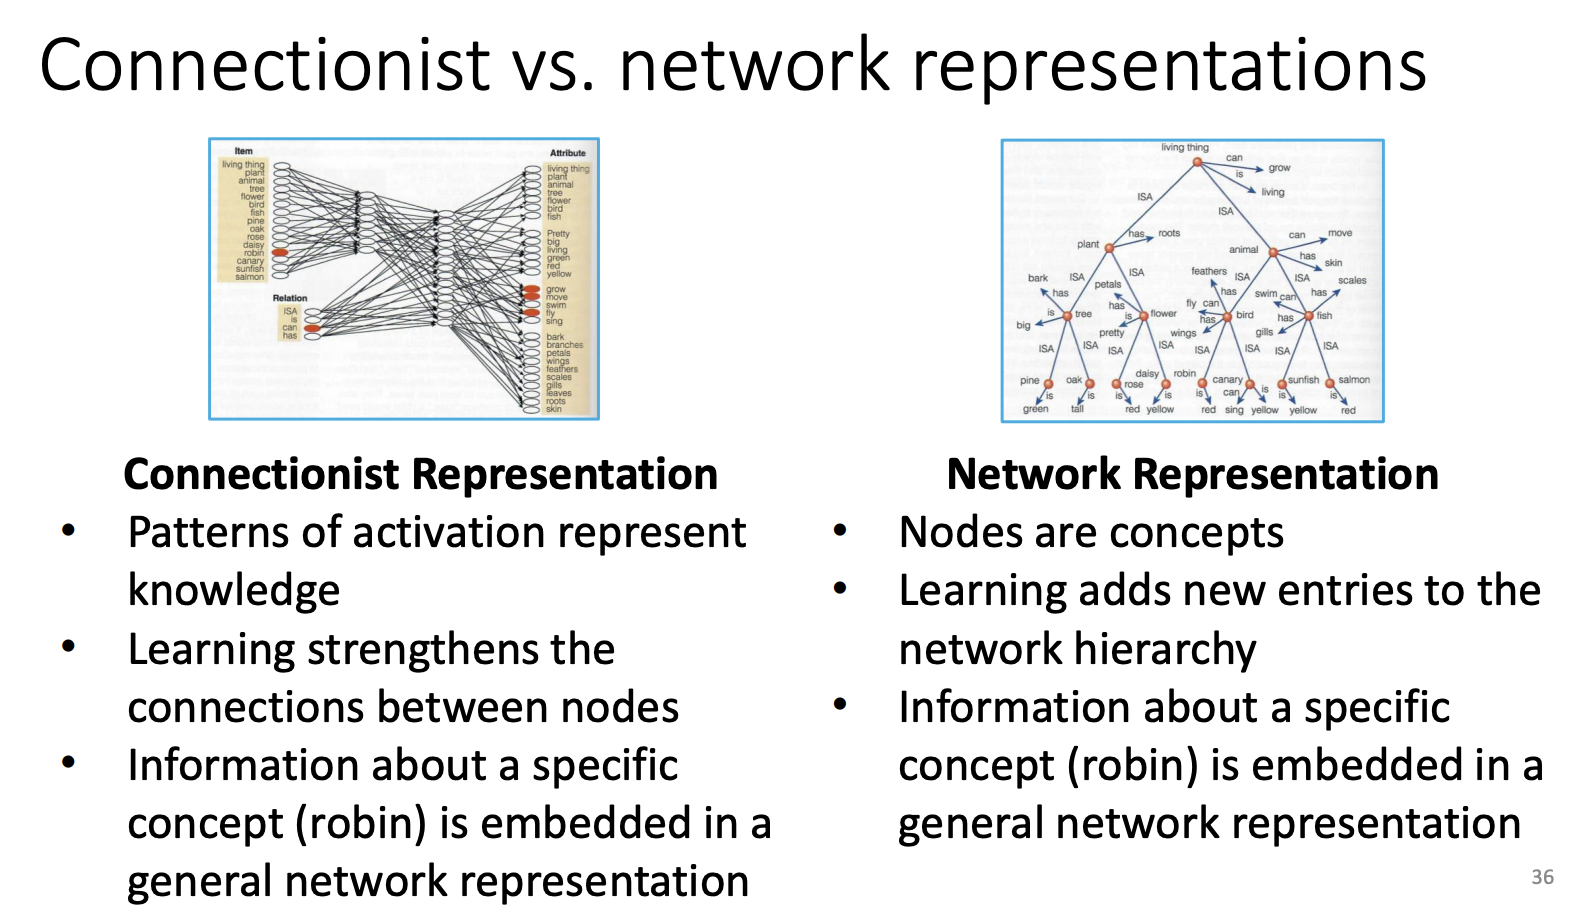 Connectionist vs. network representations
Item
living thing
plant
animal
tree
flower
bird
fish
pine
oak
rose
daisy
robin
canary
sunfish
salmon
Relation
ISA
is
can
has
Attribute
living thing
plant
animal
tree
flower
bird
fish
Pretty
big
living
green
red
yellow
grow
move
swim
fly
sing
bark
branches
petals
wings
feathers
scales
gills
leaves
roots
skin
living thing
can
grow
is
living
ISA
ISA
plant
has
roots
animal
can
move
has
skin
bark
ISA
ISA
petals
feathers
ISA
ISA
scales
has
has
has
swim
can
has
is
tree
is
flower
fly
can
bird
has
fish
big
pretty
wings
has
gills
ISA
ISA
ISA
ISA
ISA
ISA
ISA
ISA
pine
oak
rose
daisy
robin
canary
sunfish
salmon
is
is
is
is
is
can
is
is
is
green
tall
red
yellow
red
sing
yellow
yellow
red
Connectionist Representation
• Patterns of activation represent
knowledge
• Learning strengthens the
connections between nodes
• Information about a specific
concept (robin) is embedded in a
general network representation
Network Representation
• Nodes are concepts
• Learning adds new entries to the
network hierarchy
• Information about a specific
concept (robin) is embedded in a
general network representation
36